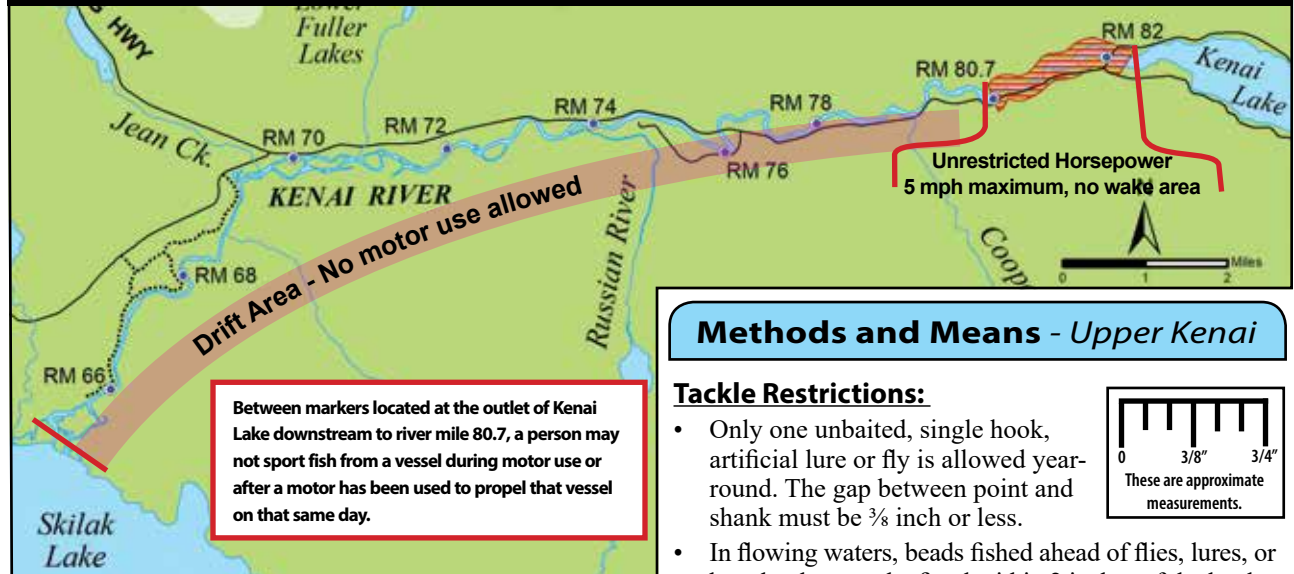 Fuller
Lakes
HWY
Jean Ck.
RM 70
RM 72
RM 74
RM 78
RM 80.7
RM 82
Kenai
Lake
RM 76
KENAI RIVER
Unrestricted Horsepower
5 mph maximum, no wake area
N
Miles
0 1 2
Russian River
RM 68
Drift Area - No motor use allowed
RM 66
Skilak
Lake
Between markers located at the outlet of Kenai
Lake downstream to river mile 80.7, a person may
not sport fish from a vessel during motor use or
after a motor has been used to propel that vessel
on that same day.
Methods and Means - Upper Kenai
Tackle Restrictions:
• Only one unbaited, single hook,
artificial lure or fly is allowed year-
round. The gap between point and
shank must be ⅜ inch or less.
0 3/8" 3/4"
These are approximate
measurements.
• In flowing waters, beads fished ahead of flies, lures, or